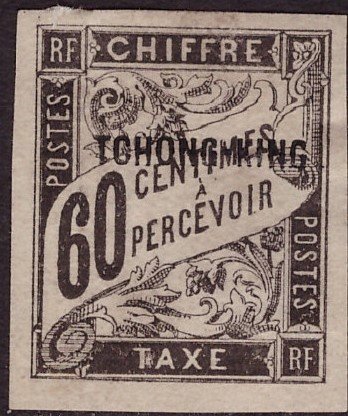 RF CHIFFRE
POSTES
TCHONGKING
60 CENTIMES
À
PERCEVOIR
POSTES
TAXE RF